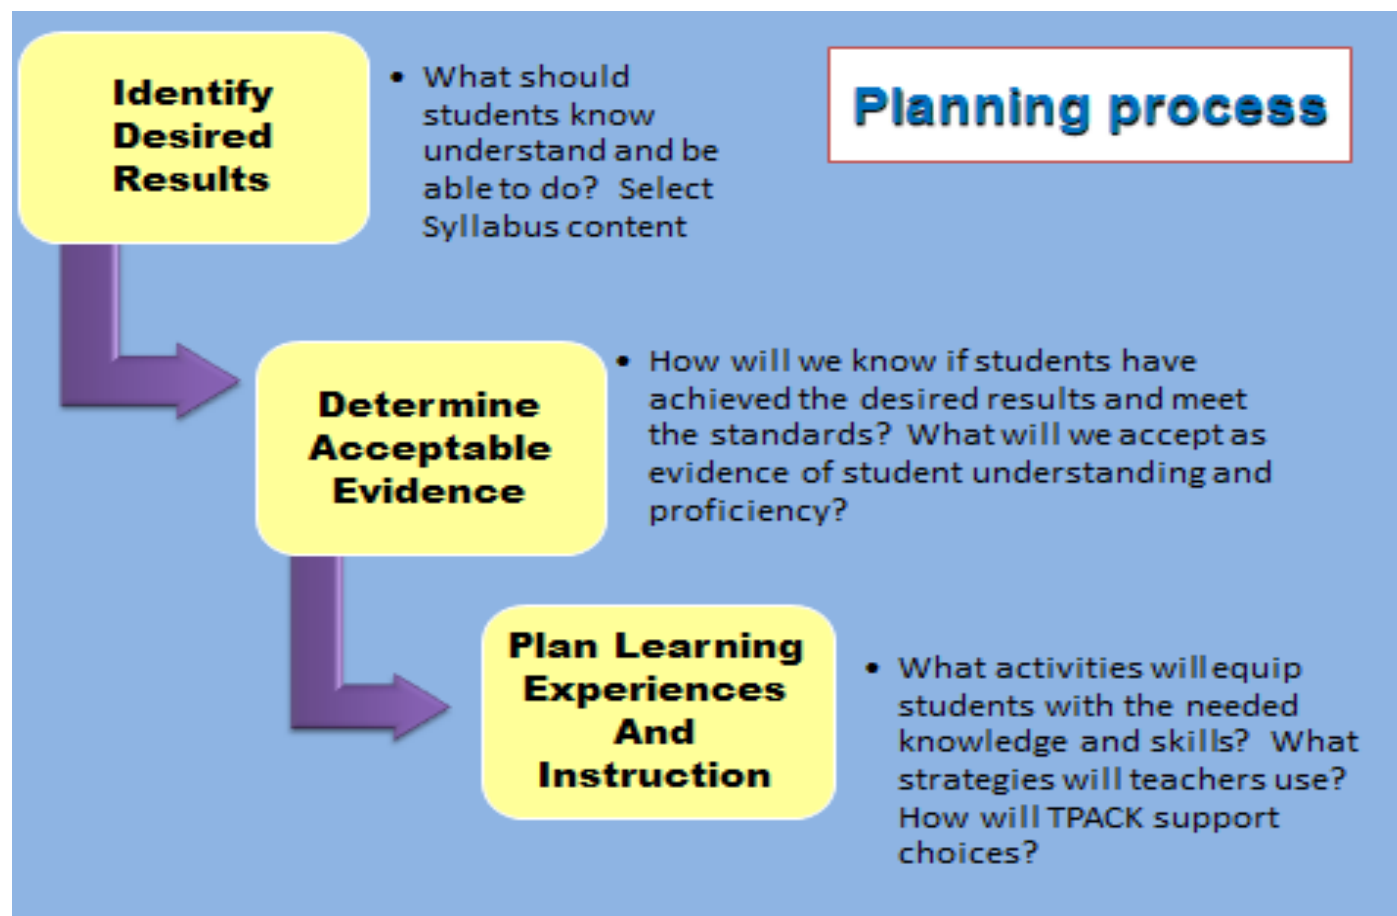 Planning process
Identify
Desired
Results
• What should
students know
understand and be
able to do? Select
Syllabus content
Determine
Acceptable
Evidence
• How will we know if students have
achieved the desired results and meet
the standards? What will we accept as
evidence of student understanding and
proficiency?
Plan Learning
Experiences
And
Instruction
• What activities will equip
students with the needed
knowledge and skills? What
strategies will teachers use?
How will TPACK support
choices?